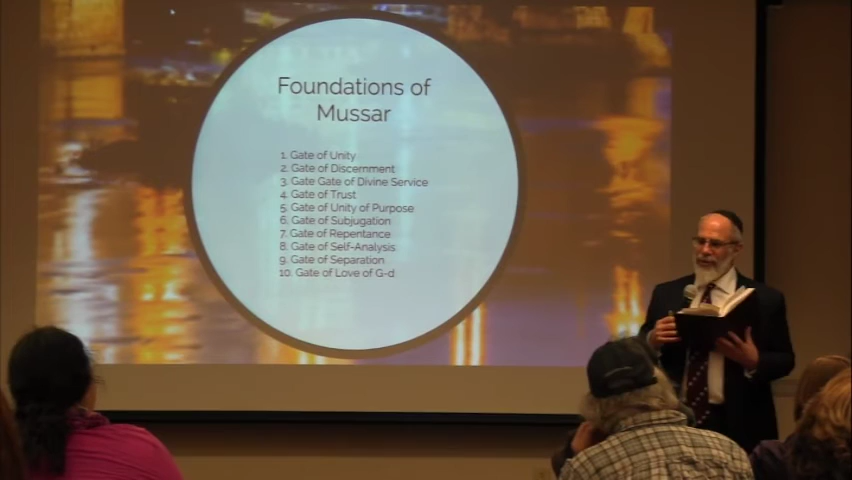 Foundations of
Mussar
1. Gate of Unity
2. Gate of Discernment
3. Gate Gate of Divine Service
4. Gate of Trust
5. Gate of Unity of Purpose
6. Gate of Subjugation
7. Gate of Repentance
8. Gate of Self-Analysis
9. Gate of Separation
10. Gate of Love of G-d